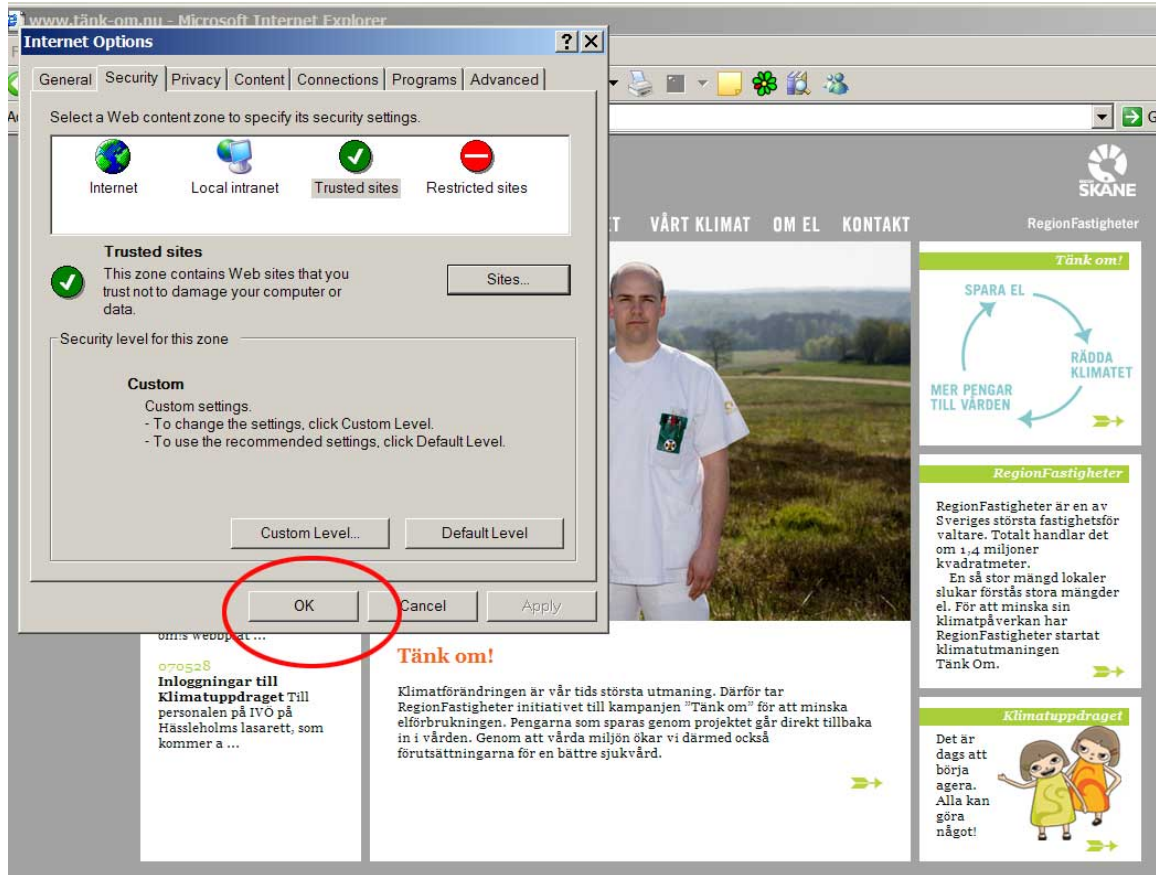 www.tänk-om.nu - Microsoft Internet Explorer
Internet Options
General Security Privacy Content Connections Programs Advanced
Select a Web content zone to specify its security settings.
Internet Local intranet Trusted sites Restricted sites
Trusted sites
This zone contains Web sites that you
trust not to damage your computer or
data.
Sites...
Security level for this zone
Custom
Custom settings.
- To change the settings, click Custom Level.
- To use the recommended settings, click Default Level.
Custom Level... Default Level
OK Cancel Apply
SKÅNE
VÅRT KLIMAT OM EL KONTAKT
RegionFastigheter
Tänk om!
SPARA EL
RÄDDA
KLIMATET
MER PENGAR
TILL VÅRDEN
RegionFastigheter
RegionFastigheter är en av
Sveriges största fastighetsför
valtare. Totalt handlar det
om 1,4 miljoner
kvadratmeter.
En så stor mängd lokaler
slukar förstås stora mängder
el. För att minska sin
klimatpåverkan har
RegionFastigheter startat
klimatutmaningen
Tänk Om.
om!s webbplat ...
070528
Inloggningar till
Klimatuppdraget Till
personalen på IVÖ på
Hässleholms lasarett, som
kommer a ...
Tänk om!
Klimatförändringen är vår tids största utmaning. Därför tar
RegionFastigheter initiativet till kampanjen ”Tänk om” för att minska
elförbrukningen. Pengarna som sparas genom projektet går direkt tillbaka
in i vården. Genom att vårda miljön ökar vi därmed också
förutsättningarna för en bättre sjukvård.
Klimatuppdraget
Det är
dags att
börja
agera.
Alla kan
göra
något!